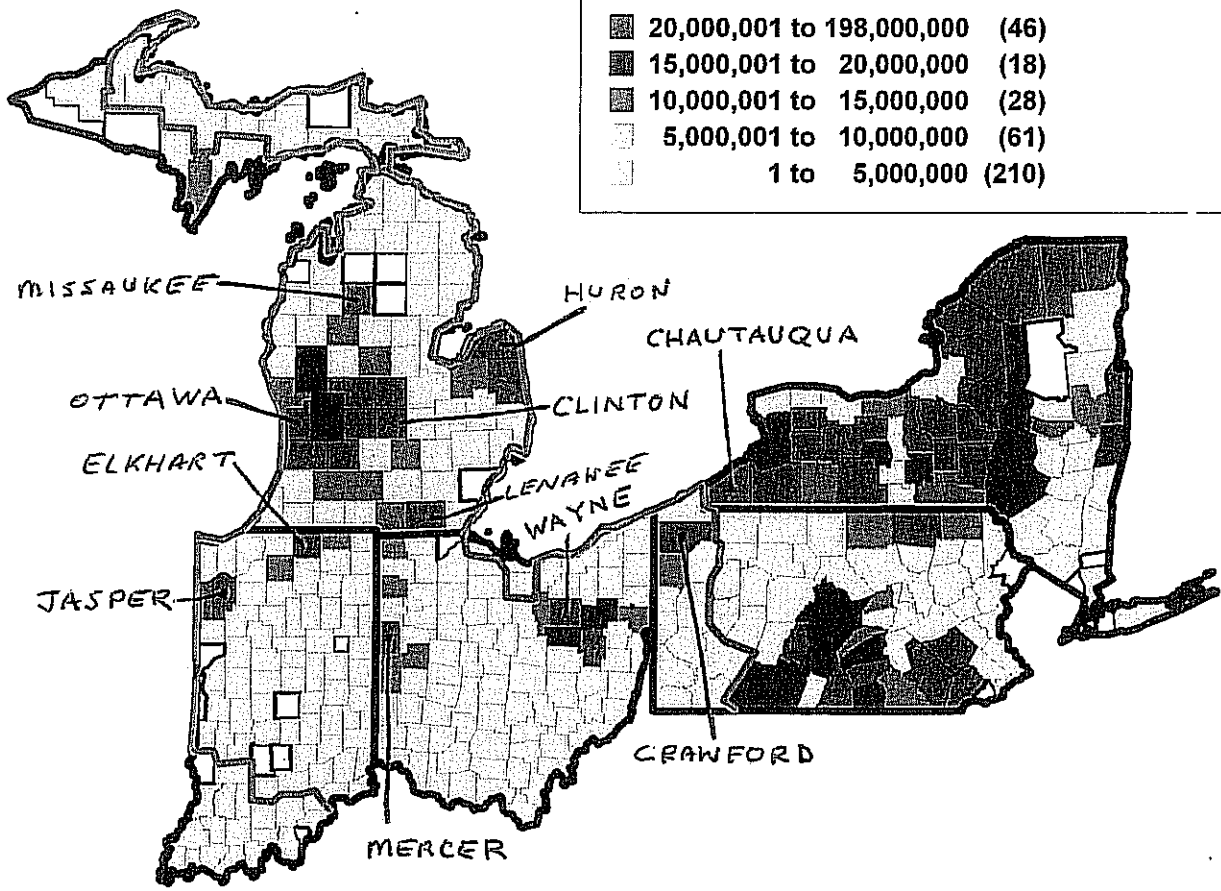 20,000,001 to 198,000,000 (46)
15,000,001 to 20,000,000 (18)
10,000,001 to 15,000,000 (28)
5,000,001 to 10,000,000 (61)
1 to 5,000,000 (210)
MISSAUKEE
HURON
CHAUTAUQUA
OTTAWA
CLINTON
ELKHART
LENAWEE
WAYNE
JASPER
CRAWFORD
MERCER